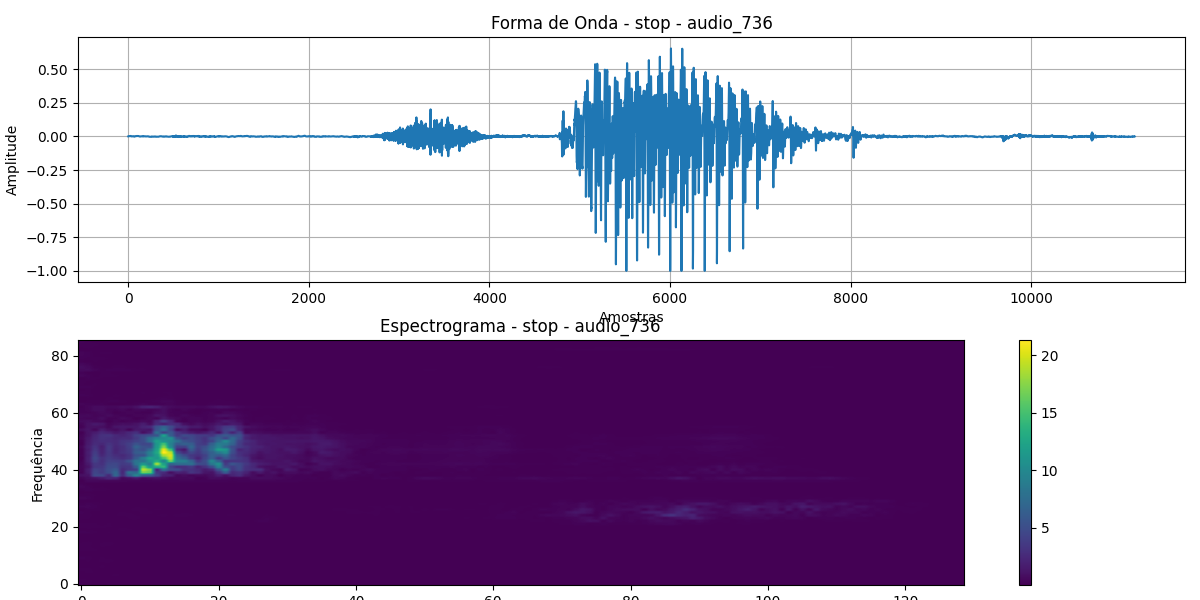 Forma de Onda - stop - audio_736
0.50
0.25
0.00
−0.25
−0.50
−0.75
−1.00
Amplitude
0 2000 4000 6000 8000 10000
Amostras
Espectrograma - stop - audio_736
80
60
40
20
0
Frequência
0 20 40 60 80 100 120
20
15
10
5